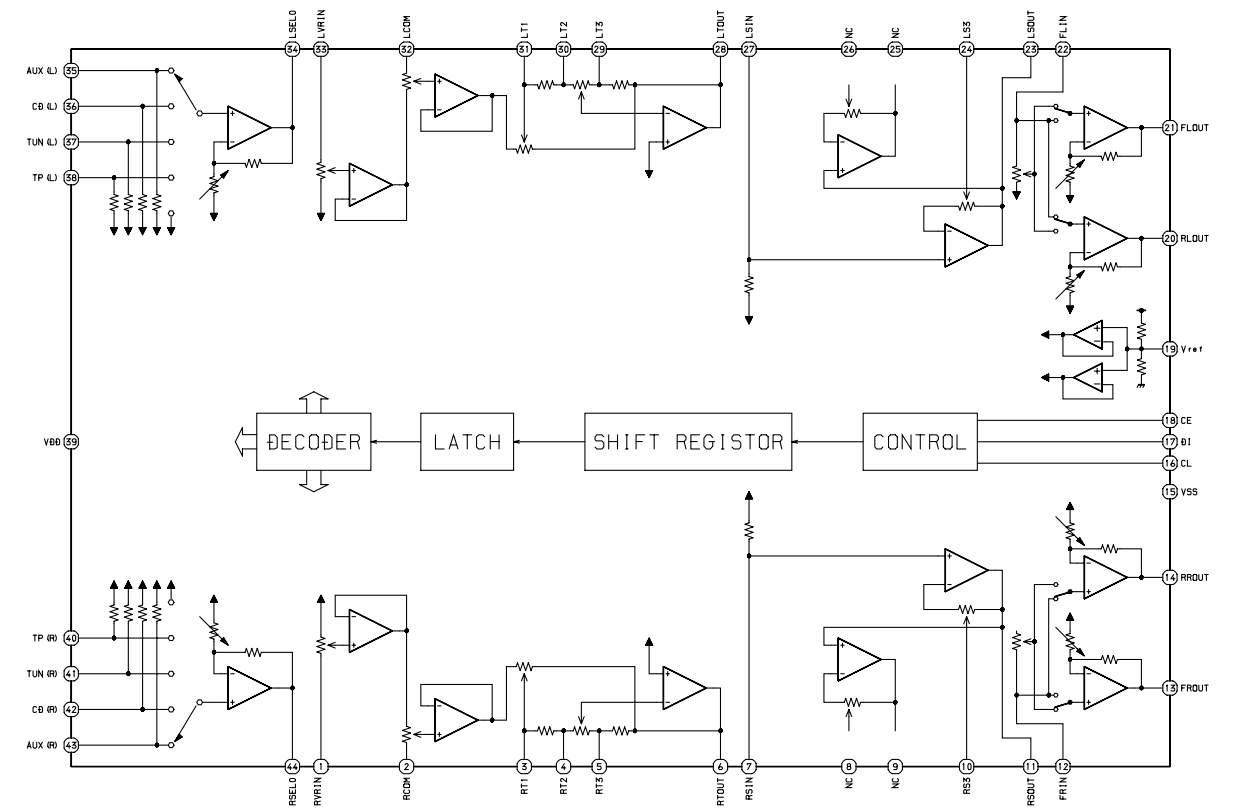 LSELO
LVRIN
LCOM
LT1
LT2
LT3
LTOUT
LSIN
NC
NC
LS3
LSOUT
FLIN
34
33
32
31
30
29
28
27
26
25
24
23
22
AUX (L) 35
CD (L) 36
TUN (L) 37
TP (L) 38
21 FLOUT
20 RLOUT
19 Vref
VDD 39
DECODER
LATCH
SHIFT REGISTOR
CONTROL
18 CE
17 DI
16 CL
15 VSS
14 RROUT
13 FROUT
TP (R) 40
TUN (R) 41
CD (R) 42
AUX (R) 43
44
1
2
3
4
5
6
7
8
9
10
11
12
RSELO
RVRIN
RCOM
RT1
RT2
RT3
RTOUT
RSIN
NC
NC
RS3
RSOUT
FRIN